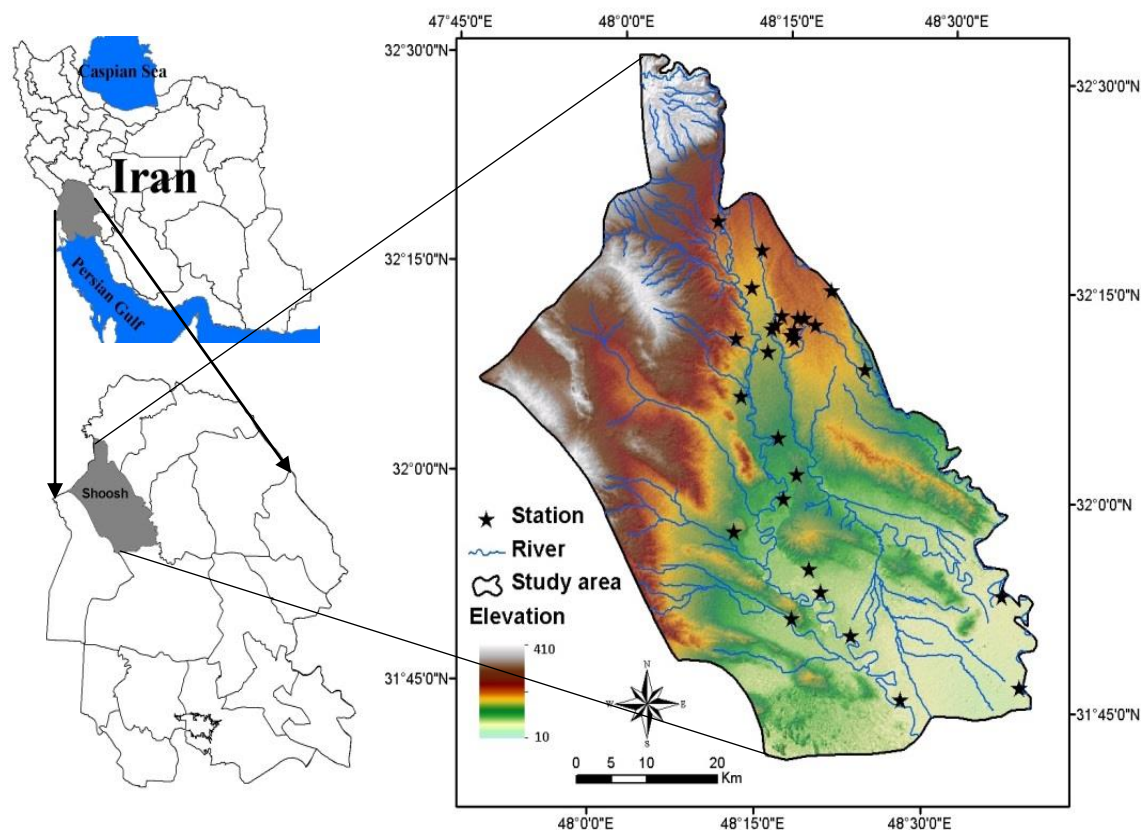 47°45'0"E
48°0'0"E
48°15'0"E
48°30'0"E
Caspian Sea
Iran
Persian Gulf
Shoosh
32°30'0"N
32°15'0"N
32°0'0"N
31°45'0"N
32°30'0"N
32°15'0"N
32°0'0"N
31°45'0"N
Station
River
Study area
Elevation
410
10
N
W
E
S
0 5 10 20
Km
48°0'0"E
48°15'0"E
48°30'0"E